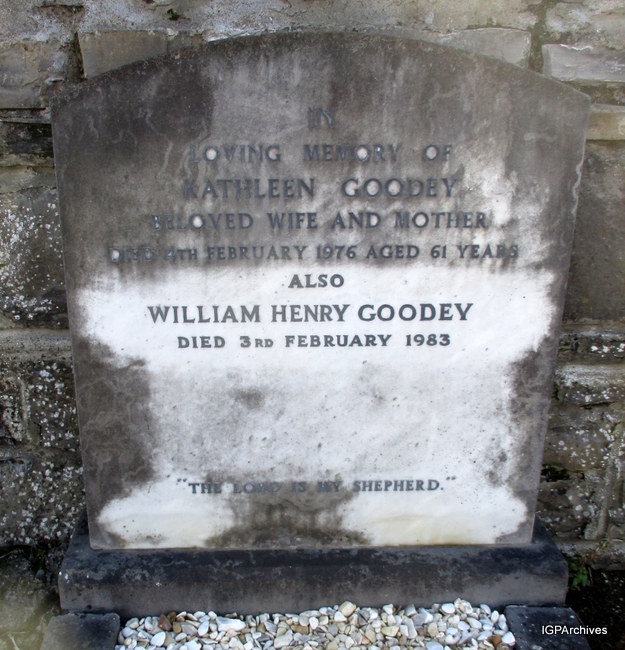 IN
LOVING MEMORY OF
KATHLEEN GOODEY
BELOVED WIFE AND MOTHER
DIED 4TH FEBRUARY 1976 AGED 61 YEARS
ALSO
WILLIAM HENRY GOODEY
DIED 3RD FEBRUARY 1983
"THE LORD IS MY SHEPHERD."
IGPArchives